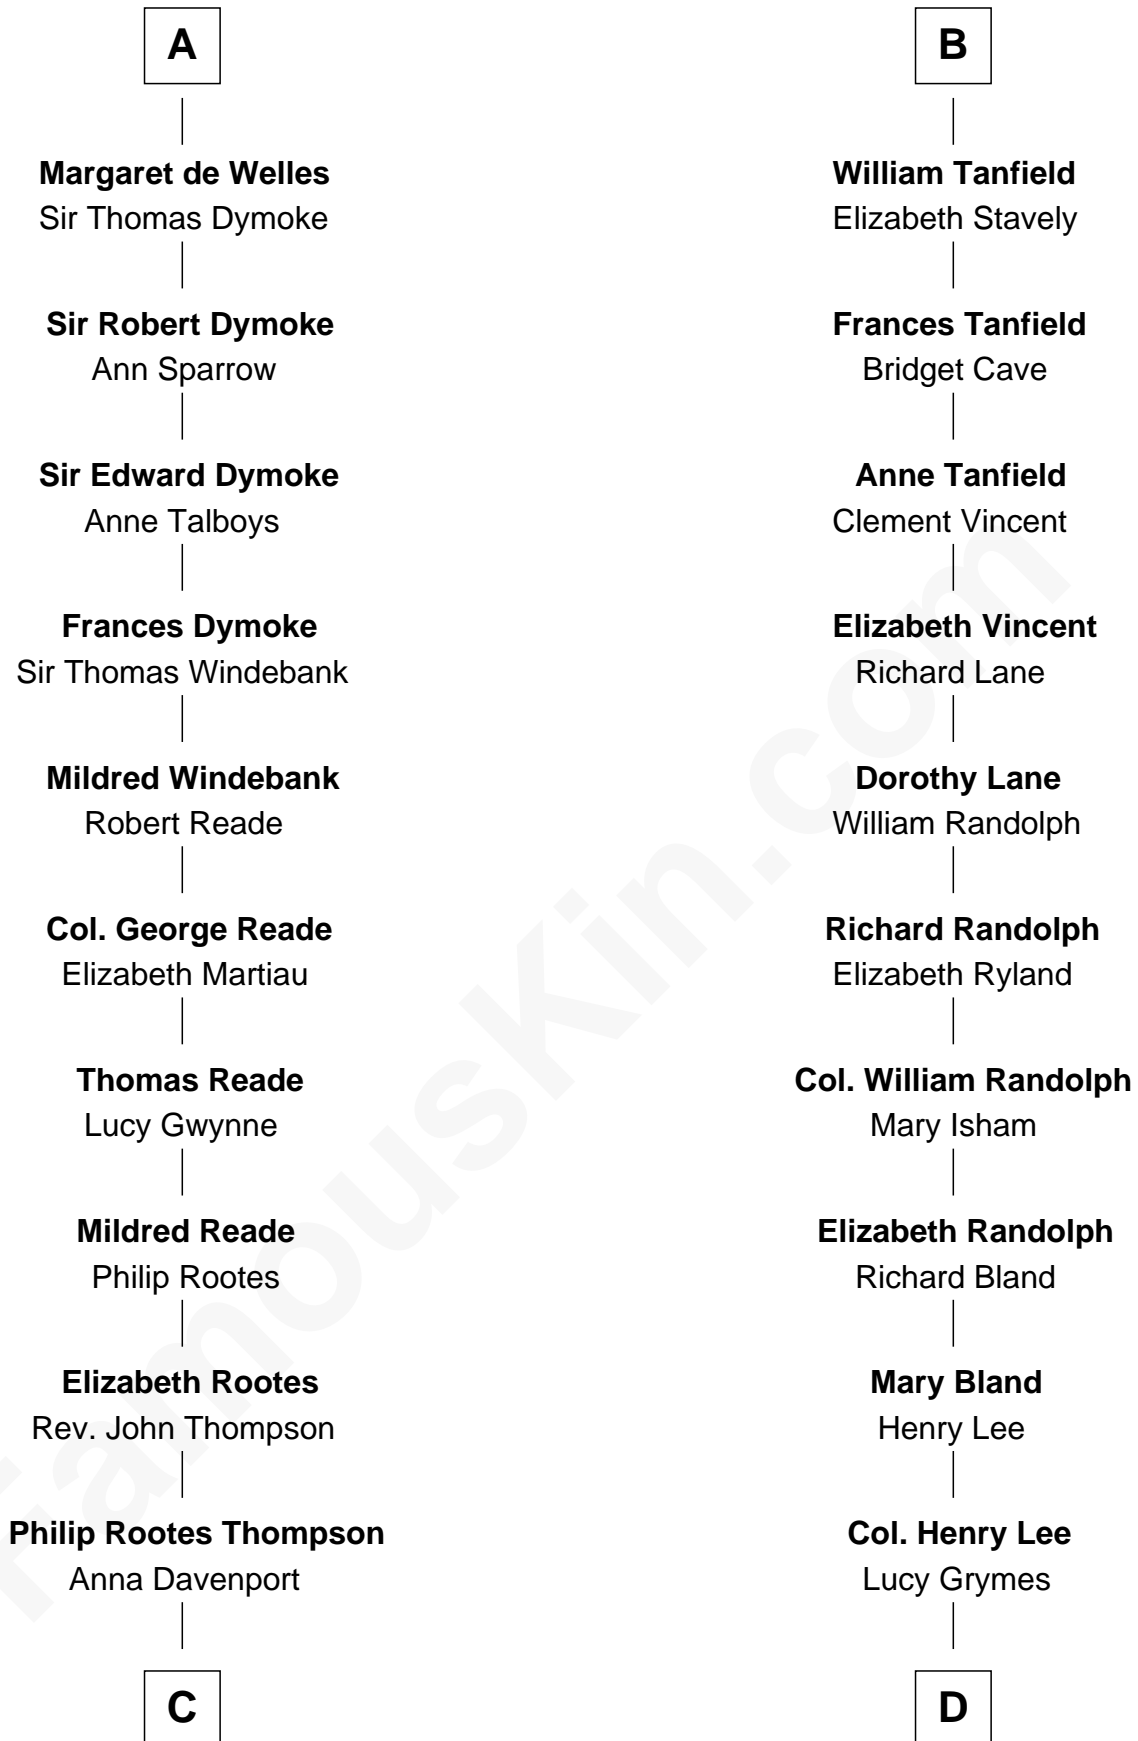 A
Margaret de Welles
Sir Thomas Dymoke
Sir Robert Dymoke
Ann Sparrow
Sir Edward Dymoke
Anne Talboys
Frances Dymoke
Sir Thomas Windebank
Mildred Windebank
Robert Reade
Col. George Reade
Elizabeth Martiau
Thomas Reade
Lucy Gwynne
Mildred Reade
Philip Rootes
Elizabeth Rootes
Rev. John Thompson
Philip Rootes Thompson
Anna Davenport
C
B
William Tanfield
Elizabeth Stavely
Frances Tanfield
Bridget Cave
Anne Tanfield
Clement Vincent
Elizabeth Vincent
Richard Lane
Dorothy Lane
William Randolph
Richard Randolph
Elizabeth Ryland
Col. William Randolph
Mary Isham
Elizabeth Randolph
Richard Bland
Mary Bland
Henry Lee
Col. Henry Lee
Lucy Grymes
D
FamousKin.com